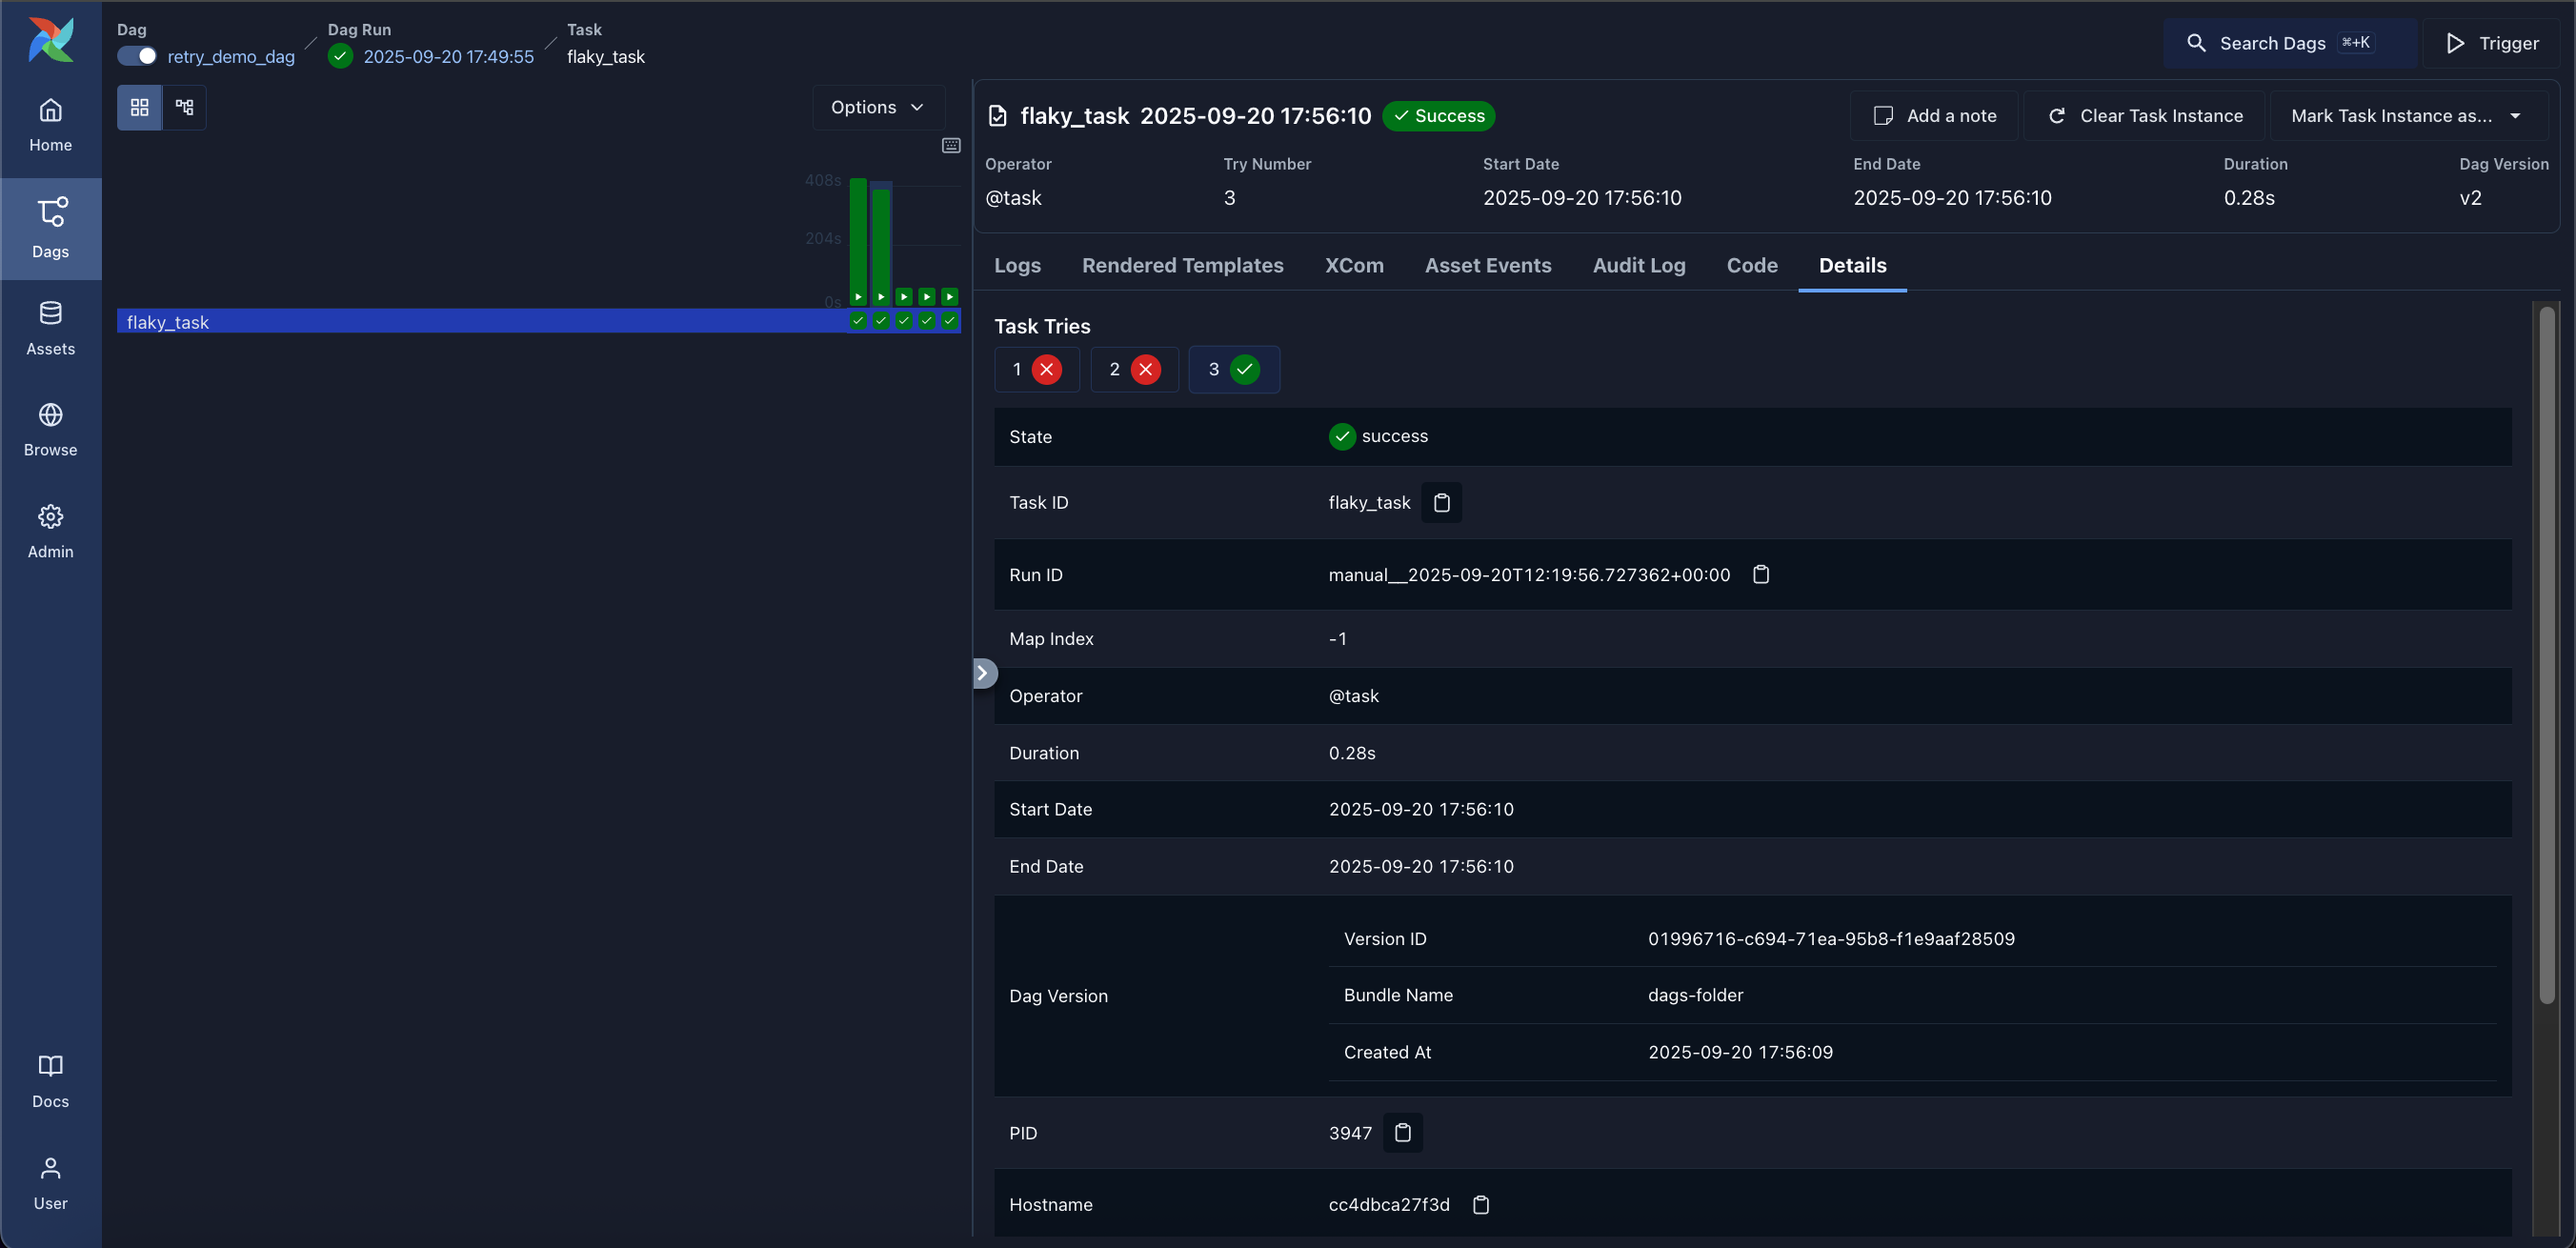 Dag
retry_demo_dag
Dag Run
2025-09-20 17:49:55
Task
flaky_task
Search Dags ⌘+K
Trigger
Home
Dags
Assets
Browse
Admin
Docs
User
Options
408s
204s
0s
flaky_task
flaky_task 2025-09-20 17:56:10 Success
Add a note
Clear Task Instance
Mark Task Instance as...
Operator Try Number Start Date End Date Duration Dag Version
@task 3 2025-09-20 17:56:10 2025-09-20 17:56:10 0.28s v2
Logs Rendered Templates XCom Asset Events Audit Log Code Details
Task Tries
1 2 3
State success
Task ID flaky_task
Run ID manual__2025-09-20T12:19:56.727362+00:00
Map Index -1
Operator @task
Duration 0.28s
Start Date 2025-09-20 17:56:10
End Date 2025-09-20 17:56:10
Dag Version
Version ID 01996716-c694-71ea-95b8-f1e9aaf28509
Bundle Name dags-folder
Created At 2025-09-20 17:56:09
PID 3947
Hostname cc4dbca27f3d